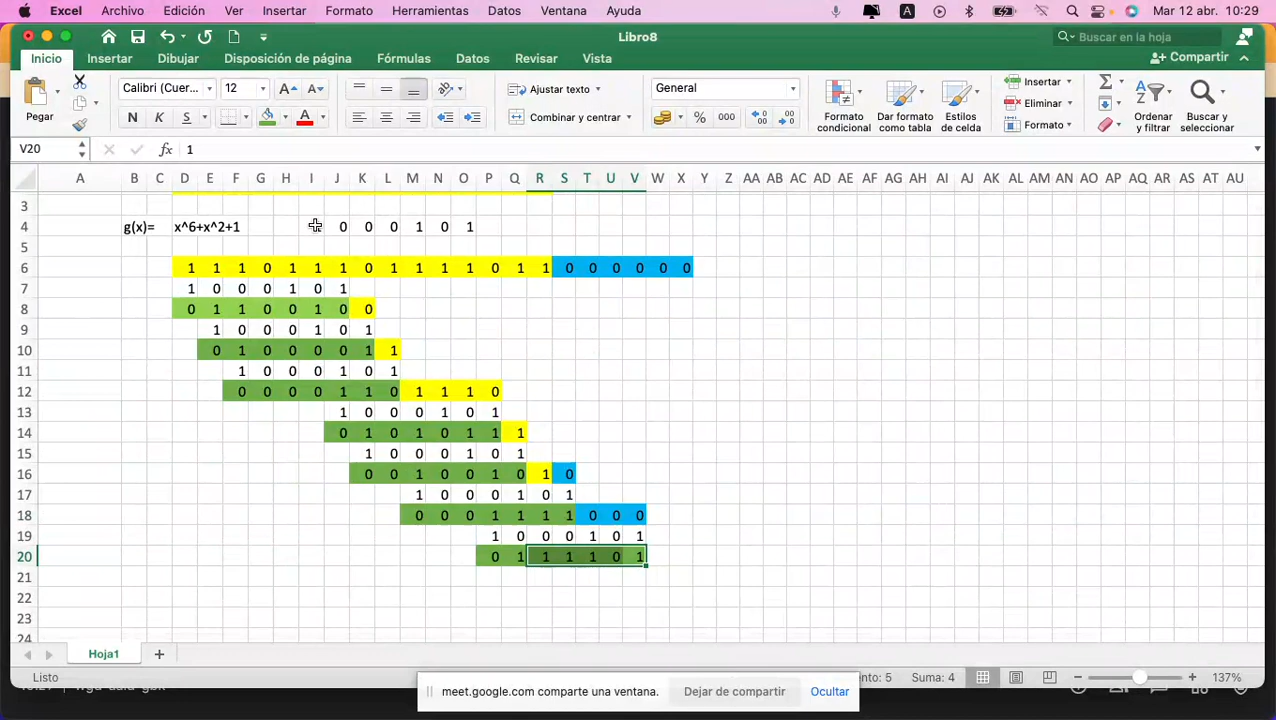 Excel Archivo Editar Ver Insertar Formato Herramientas Datos Ventana Ayuda A Mar 12 abr. 10:29
Libro8
Buscar en la hoja
Inicio Insertar Dibujar Disposición de página Fórmulas Datos Revisar Vista Compartir
Pegar
Calibri (Cuer... 12 A A
N K S A
Ajustar texto
Combinar y centrar
General
% 000
Formato condicional
Dar formato como tabla
Estilos de celda
Insertar
Eliminar
Formato
Ordenar y filtrar
Buscar y seleccionar
V20 fx 1
A B C D E F G H I J K L M N O P Q R S T U V W X Y Z AA AB AC AD AE AF AG AH AI AJ AK AL AM AN AO AP AQ AR AS AT AU
3
4 g(x)= x^6+x^2+1 0 0 0 1 0 1
5
6 1 1 1 0 1 1 1 0 1 1 1 1 0 1 1 0 0 0 0 0 0
7 1 0 0 0 1 0 1
8 0 1 1 0 0 1 0 0
9 1 0 0 0 1 0 1
10 0 1 0 0 0 0 1 1
11 1 0 0 0 1 0 1
12 0 0 0 0 1 1 0 1 1 1 0
13 1 0 0 0 1 0 1
14 0 1 0 1 0 1 1 1
15 1 0 0 0 1 0 1
16 0 0 1 0 0 1 0 1 0
17 1 0 0 0 1 0 1
18 0 0 0 1 1 1 1 0 0 0
19 1 0 0 0 1 0 1
20 0 1 1 1 1 0 1
21
22
23
24
Hoja1
Listo
meet.google.com comparte una ventana. Dejar de compartir Ocultar
ento: 5 Suma: 4 137%